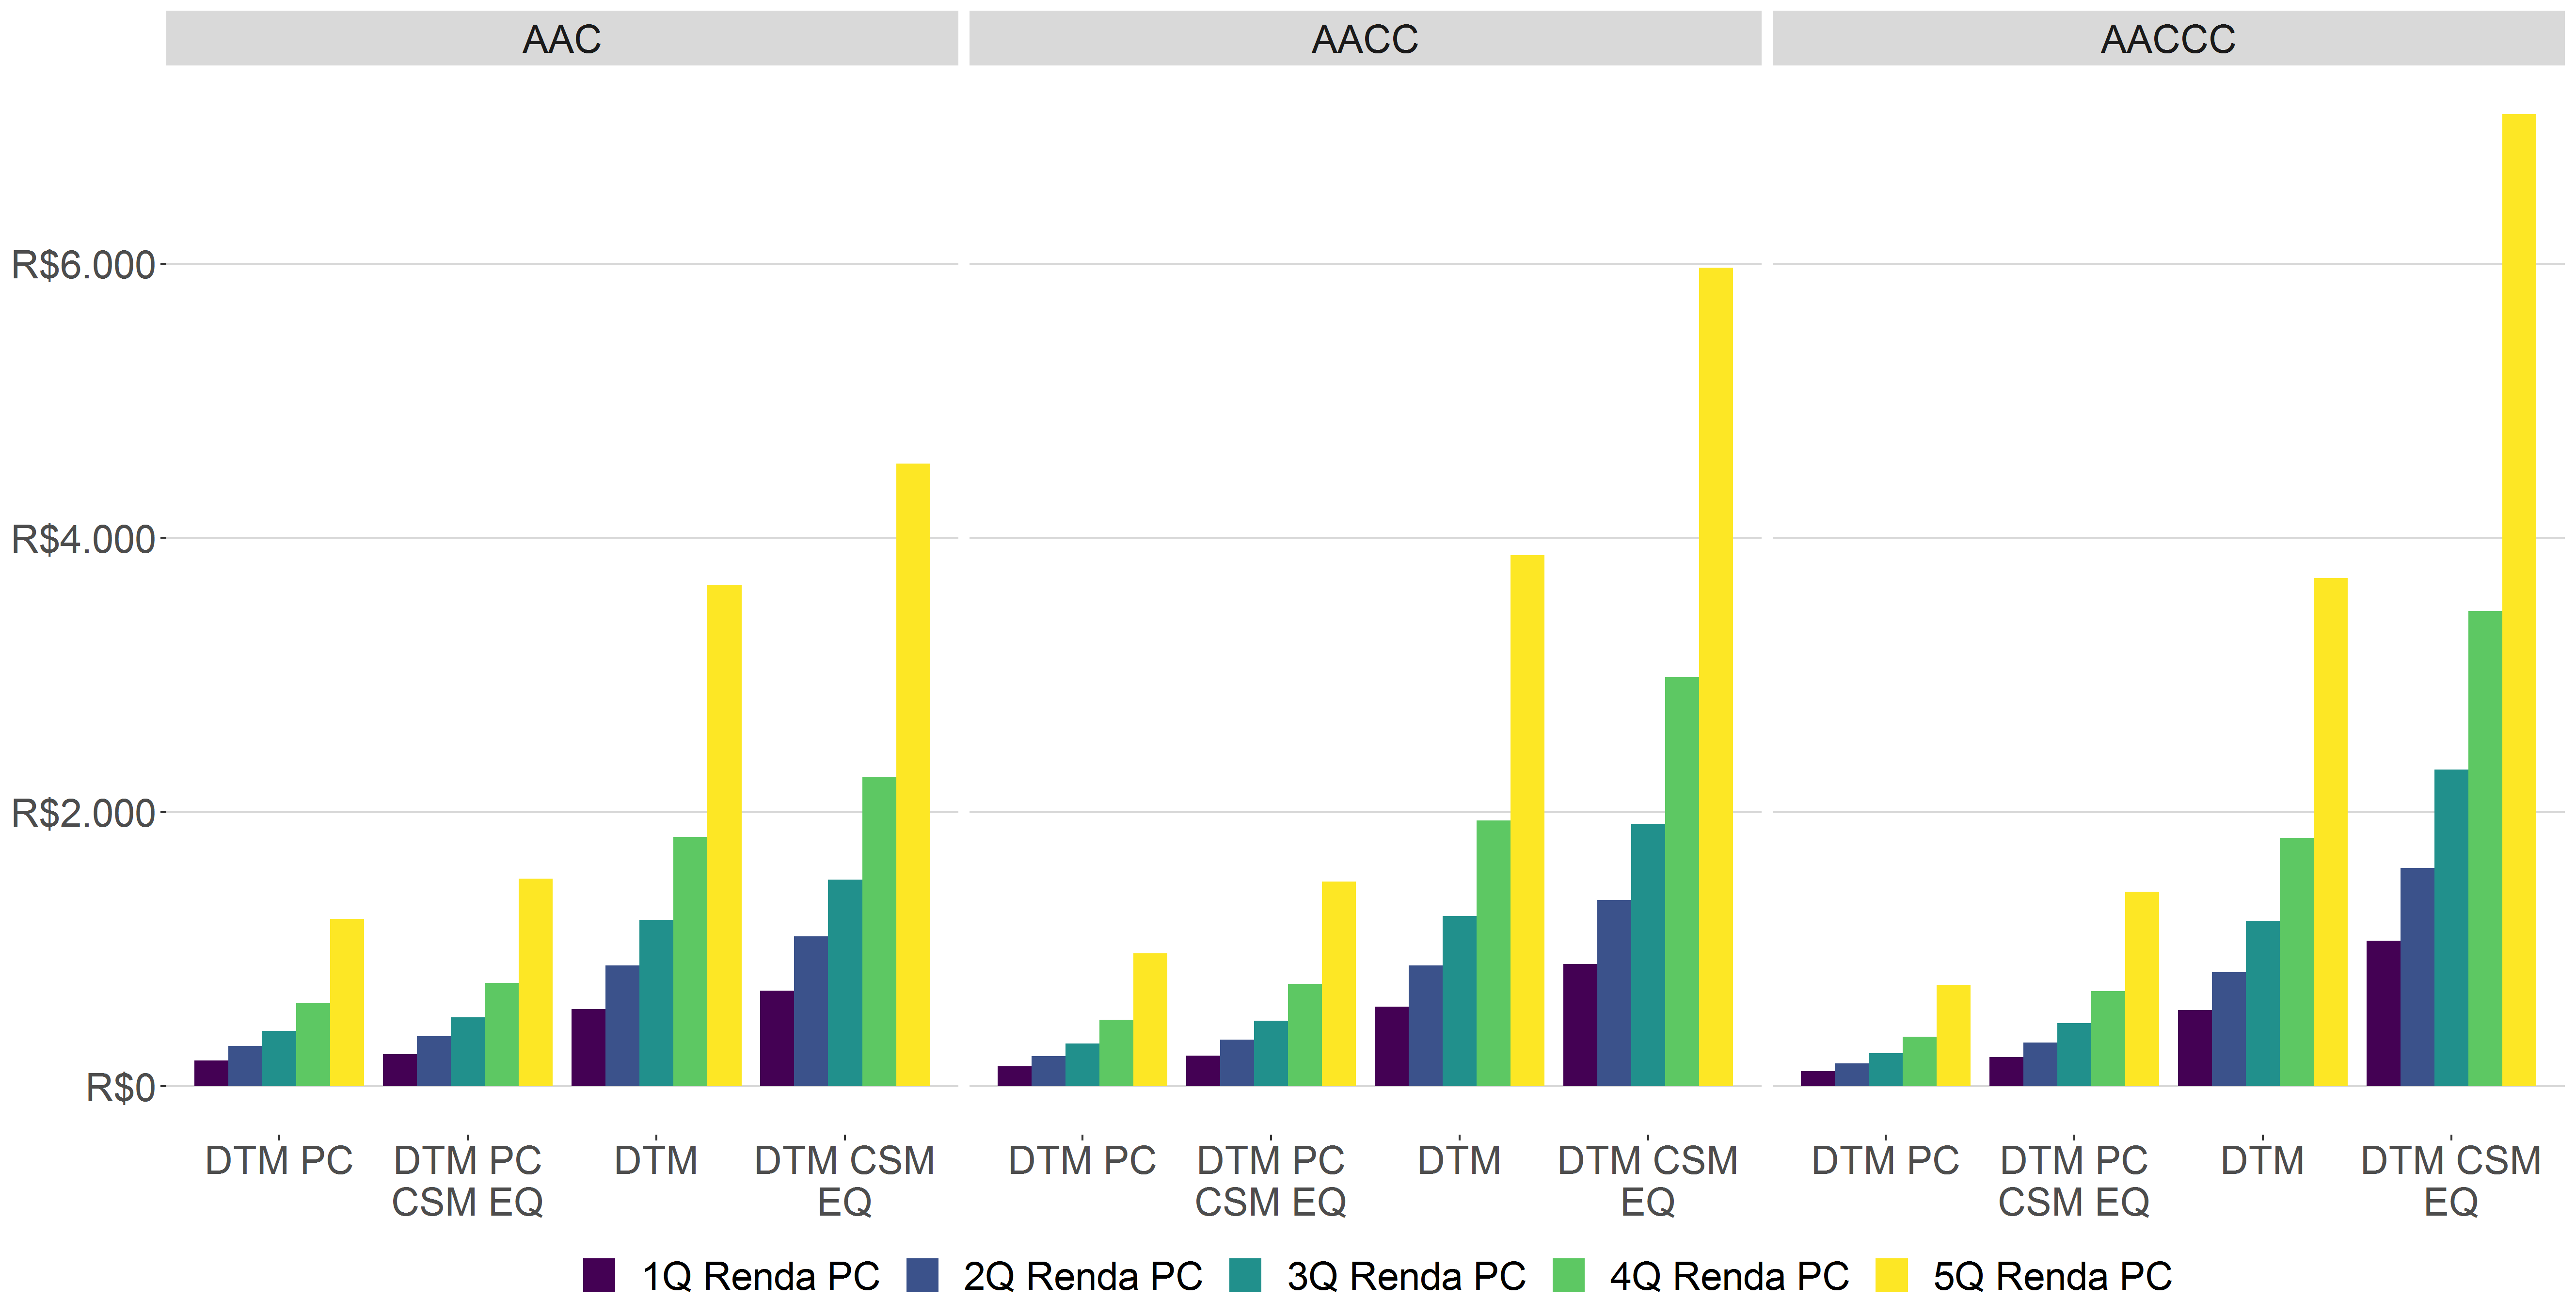 AAC AACC AACCC
R$6.000
R$4.000
R$2.000
R$0
DTM PC DTM PC DTM DTM CSM DTM PC DTM PC DTM DTM CSM DTM PC DTM PC DTM DTM CSM
CSM EQ EQ CSM EQ EQ CSM EQ EQ
1Q Renda PC 2Q Renda PC 3Q Renda PC 4Q Renda PC 5Q Renda PC